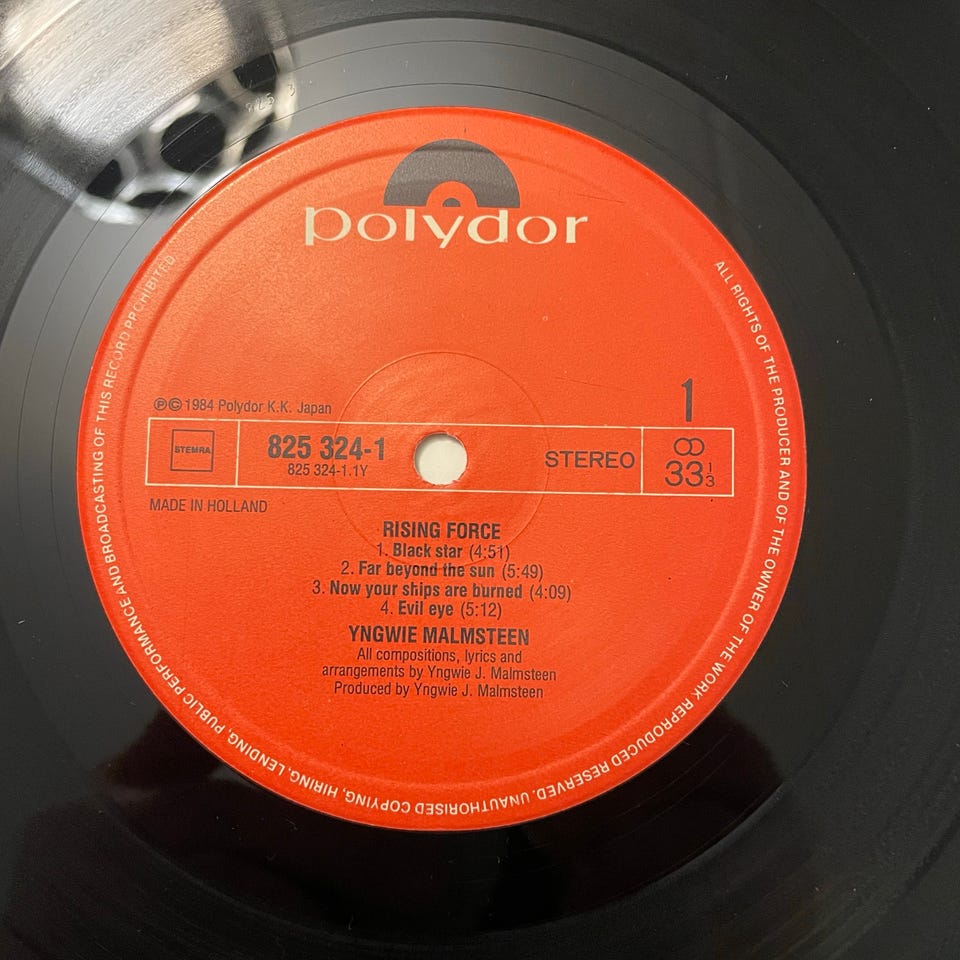 polydor
℗© 1984 Polydor K.K. Japan
1
STEMRA
825 324-1
825 324-1.1Y
STEREO
33 1/3
MADE IN HOLLAND
RISING FORCE
1. Black star (4:51)
2. Far beyond the sun (5:49)
3. Now your ships are burned (4:09)
4. Evil eye (5:12)
YNGWIE MALMSTEEN
All compositions, lyrics and
arrangements by Yngwie J. Malmsteen
Produced by Yngwie J. Malmsteen
ALL RIGHTS OF THE PRODUCER AND OF THE OWNER OF THE WORK REPRODUCED RESERVED. UNAUTHORISED COPYING, HIRING, LENDING, PUBLIC PERFORMANCE AND BROADCASTING OF THIS RECORD PROHIBITED.